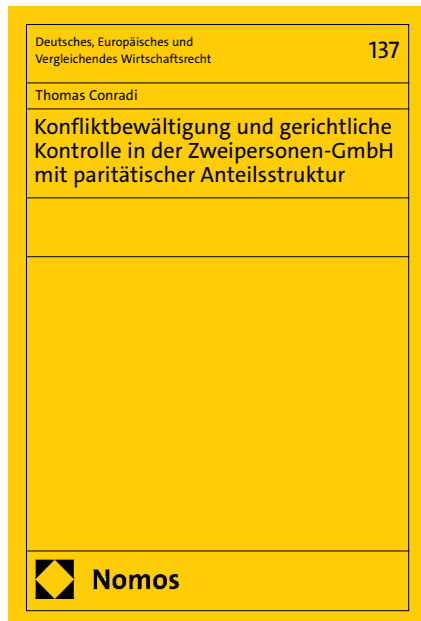 Deutsches, Europäisches und
Vergleichendes Wirtschaftsrecht
137
Thomas Conradi
Konfliktbewältigung und gerichtliche
Kontrolle in der Zweipersonen-GmbH
mit paritätischer Anteilsstruktur
Nomos